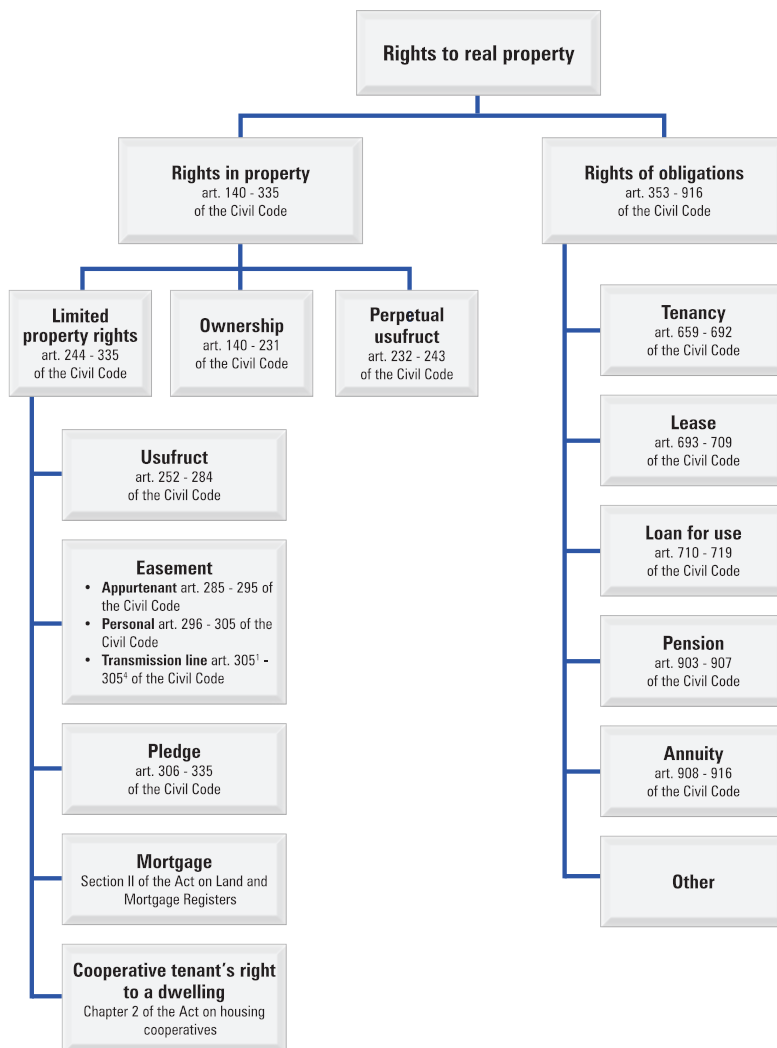 Rights to real property
Rights in property
art. 140 - 335
of the Civil Code
Rights of obligations
art. 353 - 916
of the Civil Code
Limited
property rights
art. 244 - 335
of the Civil Code
Ownership
art. 140 - 231
of the Civil Code
Perpetual
usufruct
art. 232 - 243
of the Civil Code
Usufruct
art. 252 - 284
of the Civil Code
Easement
• Appurtenant art. 285 - 295 of
the Civil Code
• Personal art. 296 - 305 of the
Civil Code
• Transmission line art. 305¹ -
305⁴ of the Civil Code
Pledge
art. 306 - 335
of the Civil Code
Mortgage
Section II of the Act on Land and
Mortgage Registers
Cooperative tenant's right
to a dwelling
Chapter 2 of the Act on housing
cooperatives
Tenancy
art. 659 - 692
of the Civil Code
Lease
art. 693 - 709
of the Civil Code
Loan for use
art. 710 - 719
of the Civil Code
Pension
art. 903 - 907
of the Civil Code
Annuity
art. 908 - 916
of the Civil Code
Other